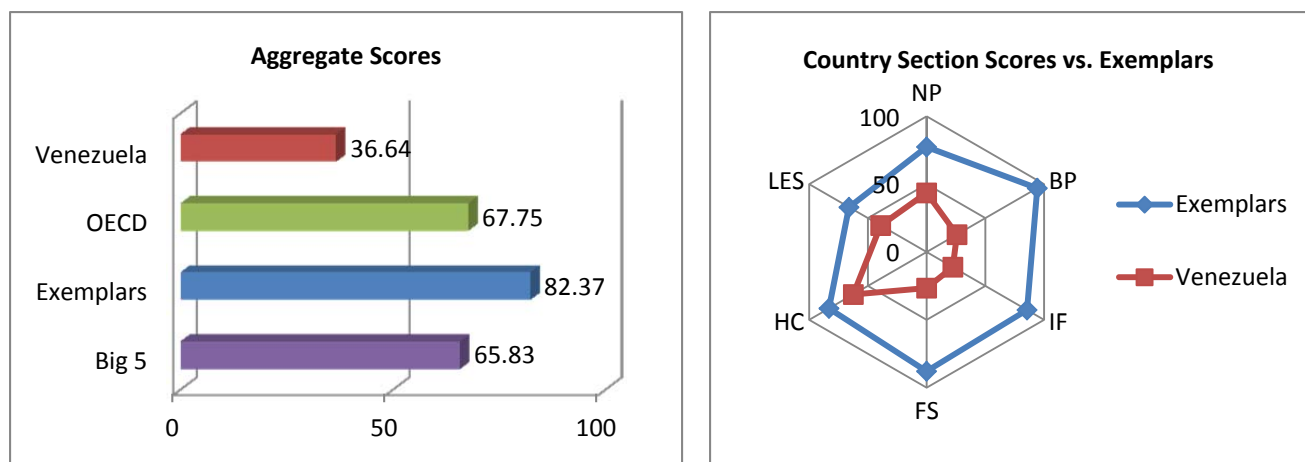 Aggregate Scores
Venezuela
36.64
OECD
67.75
Exemplars
82.37
Big 5
65.83
0
50
100
Country Section Scores vs. Exemplars
NP
100
LES
50
BP
0
HC
IF
FS
Exemplars
Venezuela